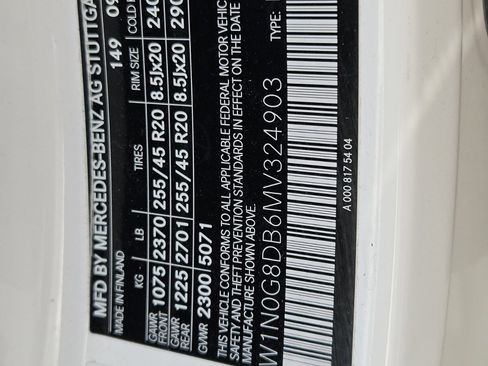 MFD BY MERCEDES-BENZ AG STUTTGA
MADE IN FINLAND 149 09
KG LB TIRES RIM SIZE COLD
GAWR FRONT 1075 2370 255/45 R20 8.5Jx20 240
GAWR REAR 1225 2701 255/45 R20 8.5Jx20 290
GVWR 2300 5071
THIS VEHICLE CONFORMS TO ALL APPLICABLE FEDERAL MOTOR VEHIC
SAFETY AND THEFT PREVENTION STANDARDS IN EFFECT ON THE DATE
MANUFACTURE SHOWN ABOVE.
W1N0G8DB6MV324903 TYPE:
A 000 817 54 04